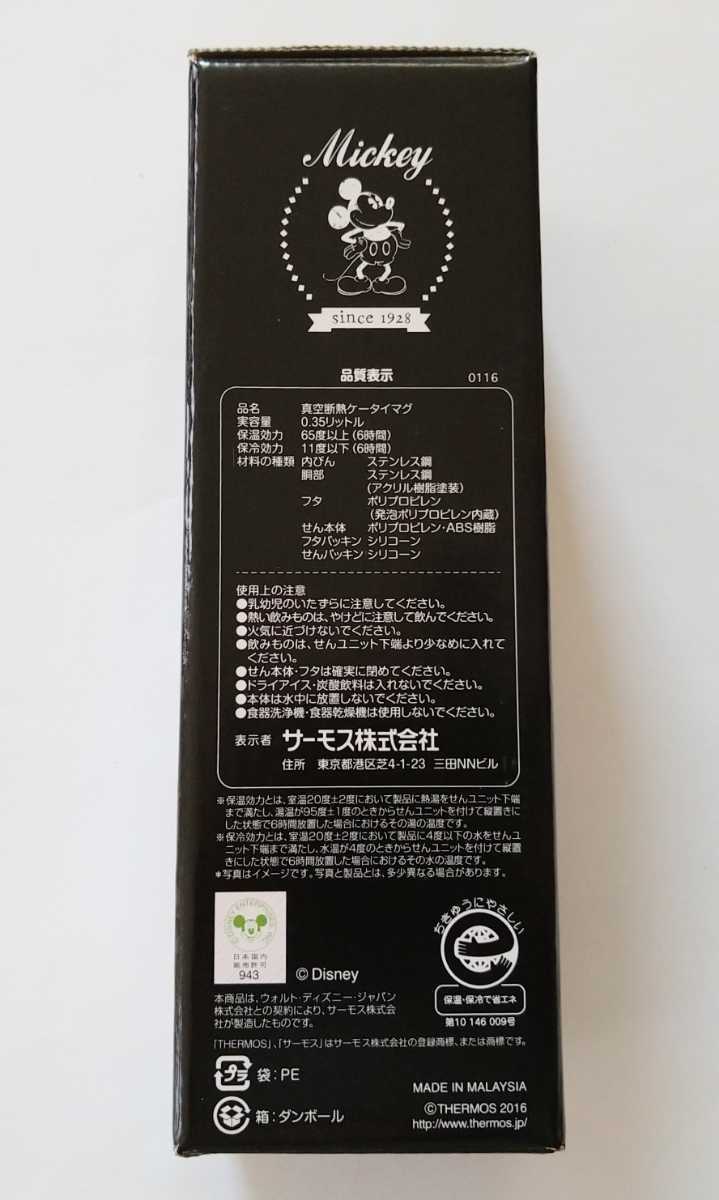 Mickey
since 1928
品質表示 0116
品名 真空断熱ケータイマグ
実容量 0.35リットル
保温効力 65度以上(6時間)
保冷効力 11度以下(6時間)
材料の種類 内びん ステンレス鋼
胴部 ステンレス鋼
(アクリル樹脂塗装)
フタ ポリプロピレン
(発泡ポリプロピレン内蔵)
せん本体 ポリプロピレン・ABS樹脂
フタパッキン シリコーン
せんパッキン シリコーン
使用上の注意
●乳幼児のいたずらに注意してください。
●熱い飲みものは、やけどに注意して飲んでください。
●火気に近づけないでください。
●飲みものは、せんユニット下端より少なめに入れて
ください。
●せん本体・フタは確実に閉めてください。
●ドライアイス・炭酸飲料は入れないでください。
●本体は水中に放置しないでください。
●食器洗浄機・食器乾燥機は使用しないでください。
表示者 サーモス株式会社
住所 東京都港区芝4-1-23 三田NNビル
※保温効力とは、室温20度±2度において製品に熱湯をせんユニット下端
まで満たし、湯温が95度±1度のときからせんユニットを付けて縦置きに
した状態で6時間放置した場合におけるその湯の温度です。
※保冷効力とは、室温20度±2度において製品に4度以下の水をせんユ
ニット下端まで満たし、水温が4度のときからせんユニットを付けて縦置
きにした状態で6時間放置した場合におけるその水の温度です。
＊写真はイメージです。写真と製品とは、多少異なる場合があります。
©DISNEY ENTERPRISES, INC.
日本国内
頒布許可
943
©Disney
ちきゅうにやさしい
保温・保冷で省エネ
第10 146 009号
本商品は、ウォルト・ディズニー・ジャパン
株式会社との契約により、サーモス株式会
社が製造したものです。
「THERMOS」、「サーモス」はサーモス株式会社の登録商標、または商標です。
プラ 袋：PE
箱：ダンボール
MADE IN MALAYSIA
©THERMOS 2016
http://www.thermos.jp/